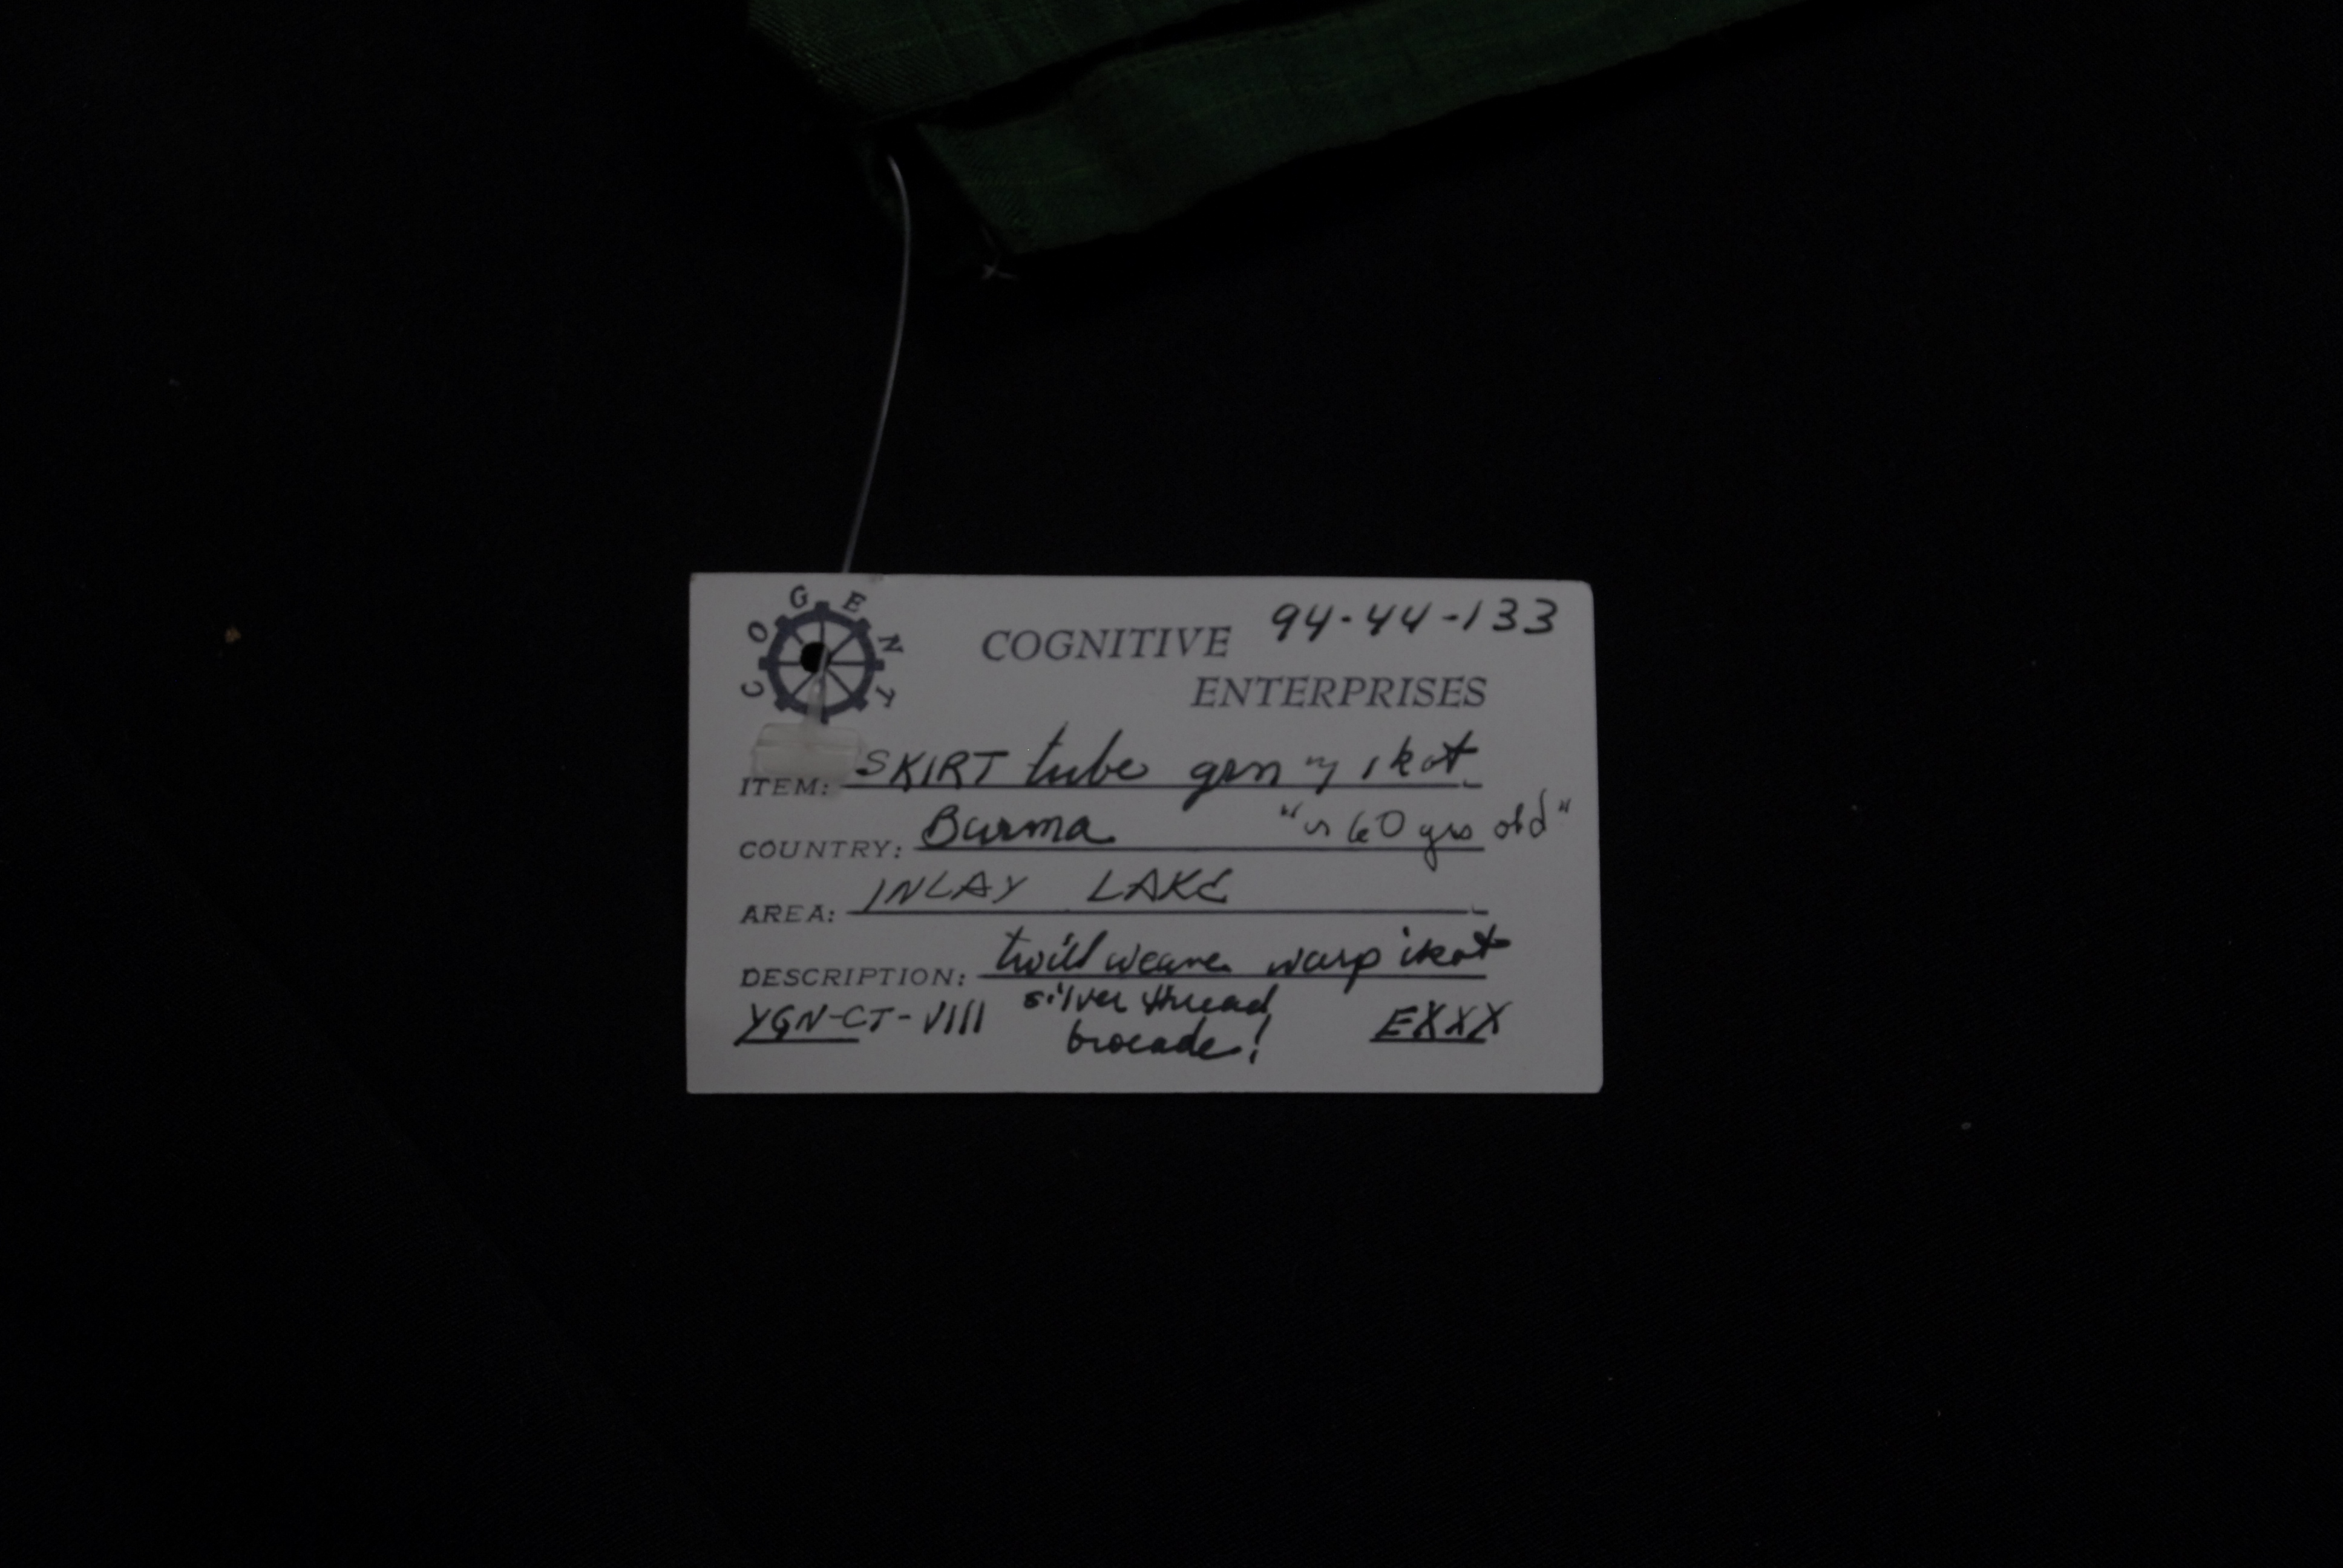 COGENT
94-44-133
COGNITIVE
ENTERPRISES
ITEM: SKIRT tube grn ikat
COUNTRY: Burma "~ 60 yrs old"
AREA: INLAY LAKE
DESCRIPTION: twill weave warp ikat
silver thread
YGN-CT-VIII brocade! EXXX